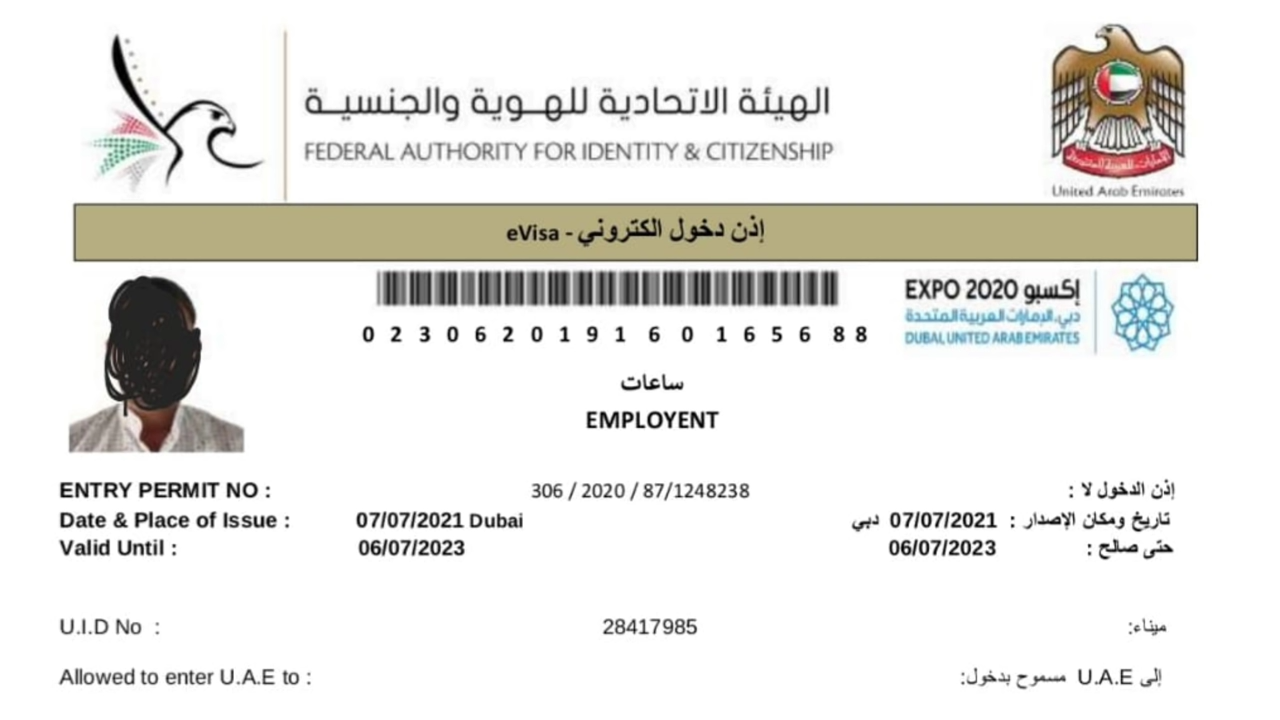 الهيئة الاتحادية للهوية والجنسية
FEDERAL AUTHORITY FOR IDENTITY & CITIZENSHIP
United Arab Emirates
eVisa - إذن دخول الكتروني
EXPO 2020 إكسبو
دبي، الإمارات العربية المتحدة
DUBAI, UNITED ARAB EMIRATES
0 2 3 0 6 2 0 1 9 1 6 0 1 6 5 6 8 8
ساعات
EMPLOYENT
ENTRY PERMIT NO : 306 / 2020 / 87/1248238 إذن الدخول لا :
Date & Place of Issue : 07/07/2021 Dubai تاريخ ومكان الإصدار : 07/07/2021 دبي
Valid Until : 06/07/2023 حتى صالح : 06/07/2023
U.I.D No : 28417985 ميناء:
Allowed to enter U.A.E to : إلى U.A.E مسموح بدخول: